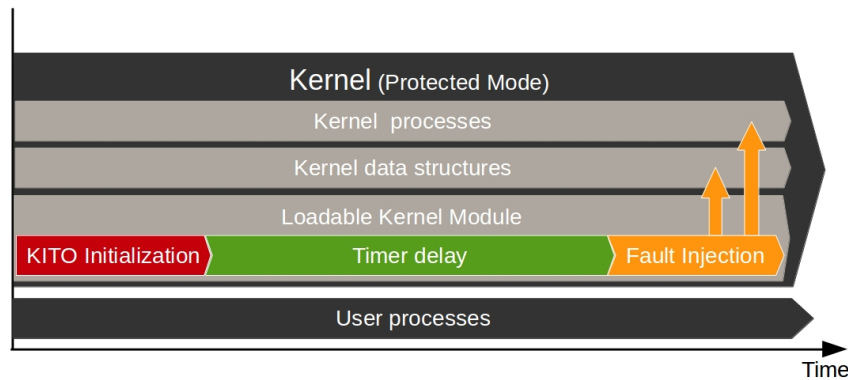 Kernel (Protected Mode)
Kernel processes
Kernel data structures
Loadable Kernel Module
KITO Initialization
Timer delay
Fault Injection
User processes
Time